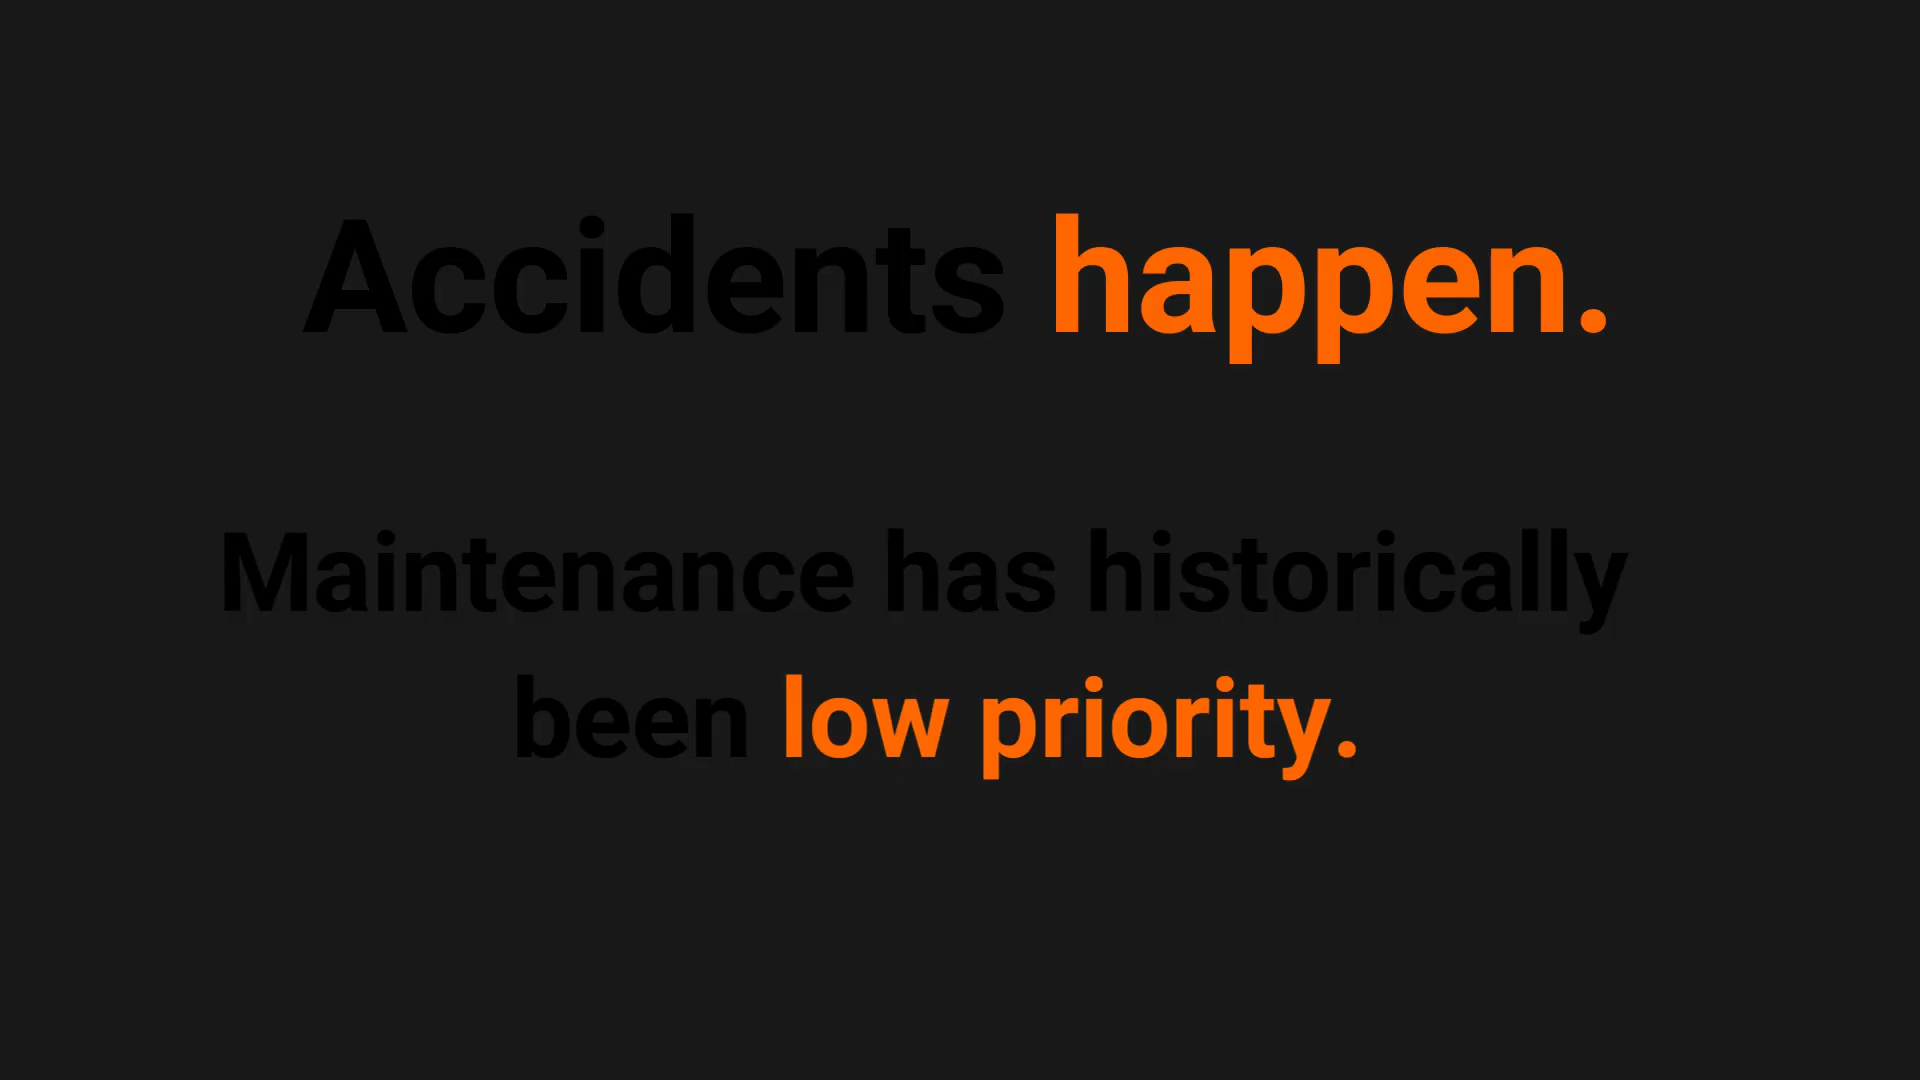 Accidents happen.
Maintenance has historically
been low priority.